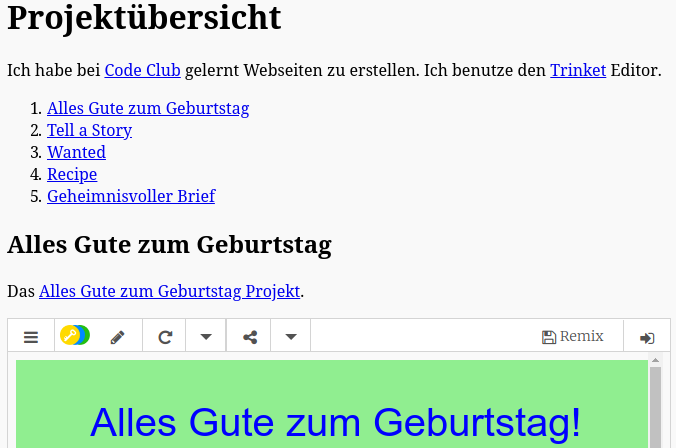 Projektübersicht
Ich habe bei Code Club gelernt Webseiten zu erstellen. Ich benutze den Trinket Editor.
1. Alles Gute zum Geburtstag
2. Tell a Story
3. Wanted
4. Recipe
5. Geheimnisvoller Brief
Alles Gute zum Geburtstag
Das Alles Gute zum Geburtstag Projekt.
Remix
Alles Gute zum Geburtstag!